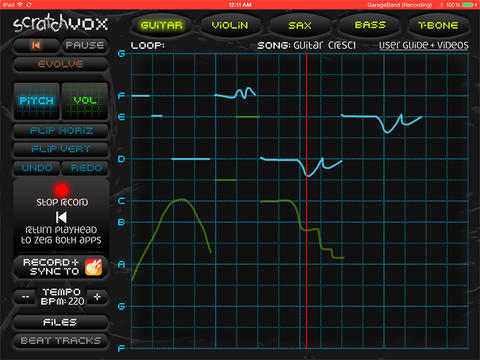 iPad
12:11 AM
GarageBand (Recording)
scratchvox
GUITAR
VIOLIN
SAX
BASS
T-BONE
PAUSE
LOOP:
SONG: Guitar Cresc1
User Guide + Videos
EVOLVE
G
PITCH
VOL
F
E
FLIP HORIZ
FLIP VERT
D
UNDO
REDO
STOP RECORD
C
B
RETURN PLAYHEAD
TO ZERO BOTH APPS
A
RECORD+
SYNC TO
--
TEMPO
BPM:220
+
G
FILES
BEAT TRACKS
F